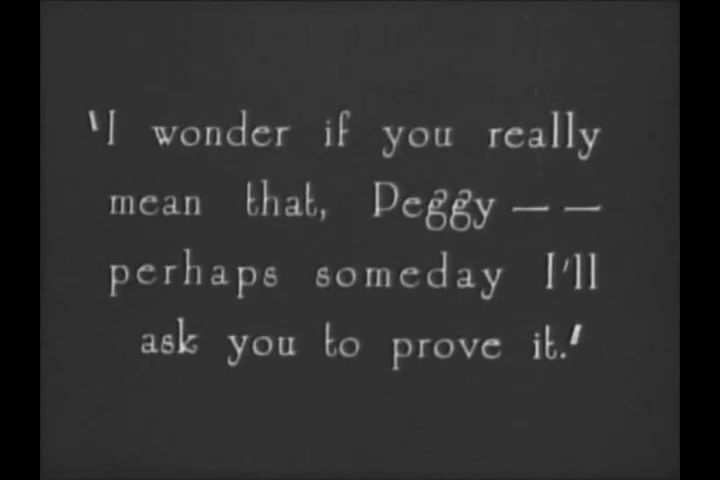 "I wonder if you really
mean that, Peggy — —
perhaps someday I'll
ask you to prove it."